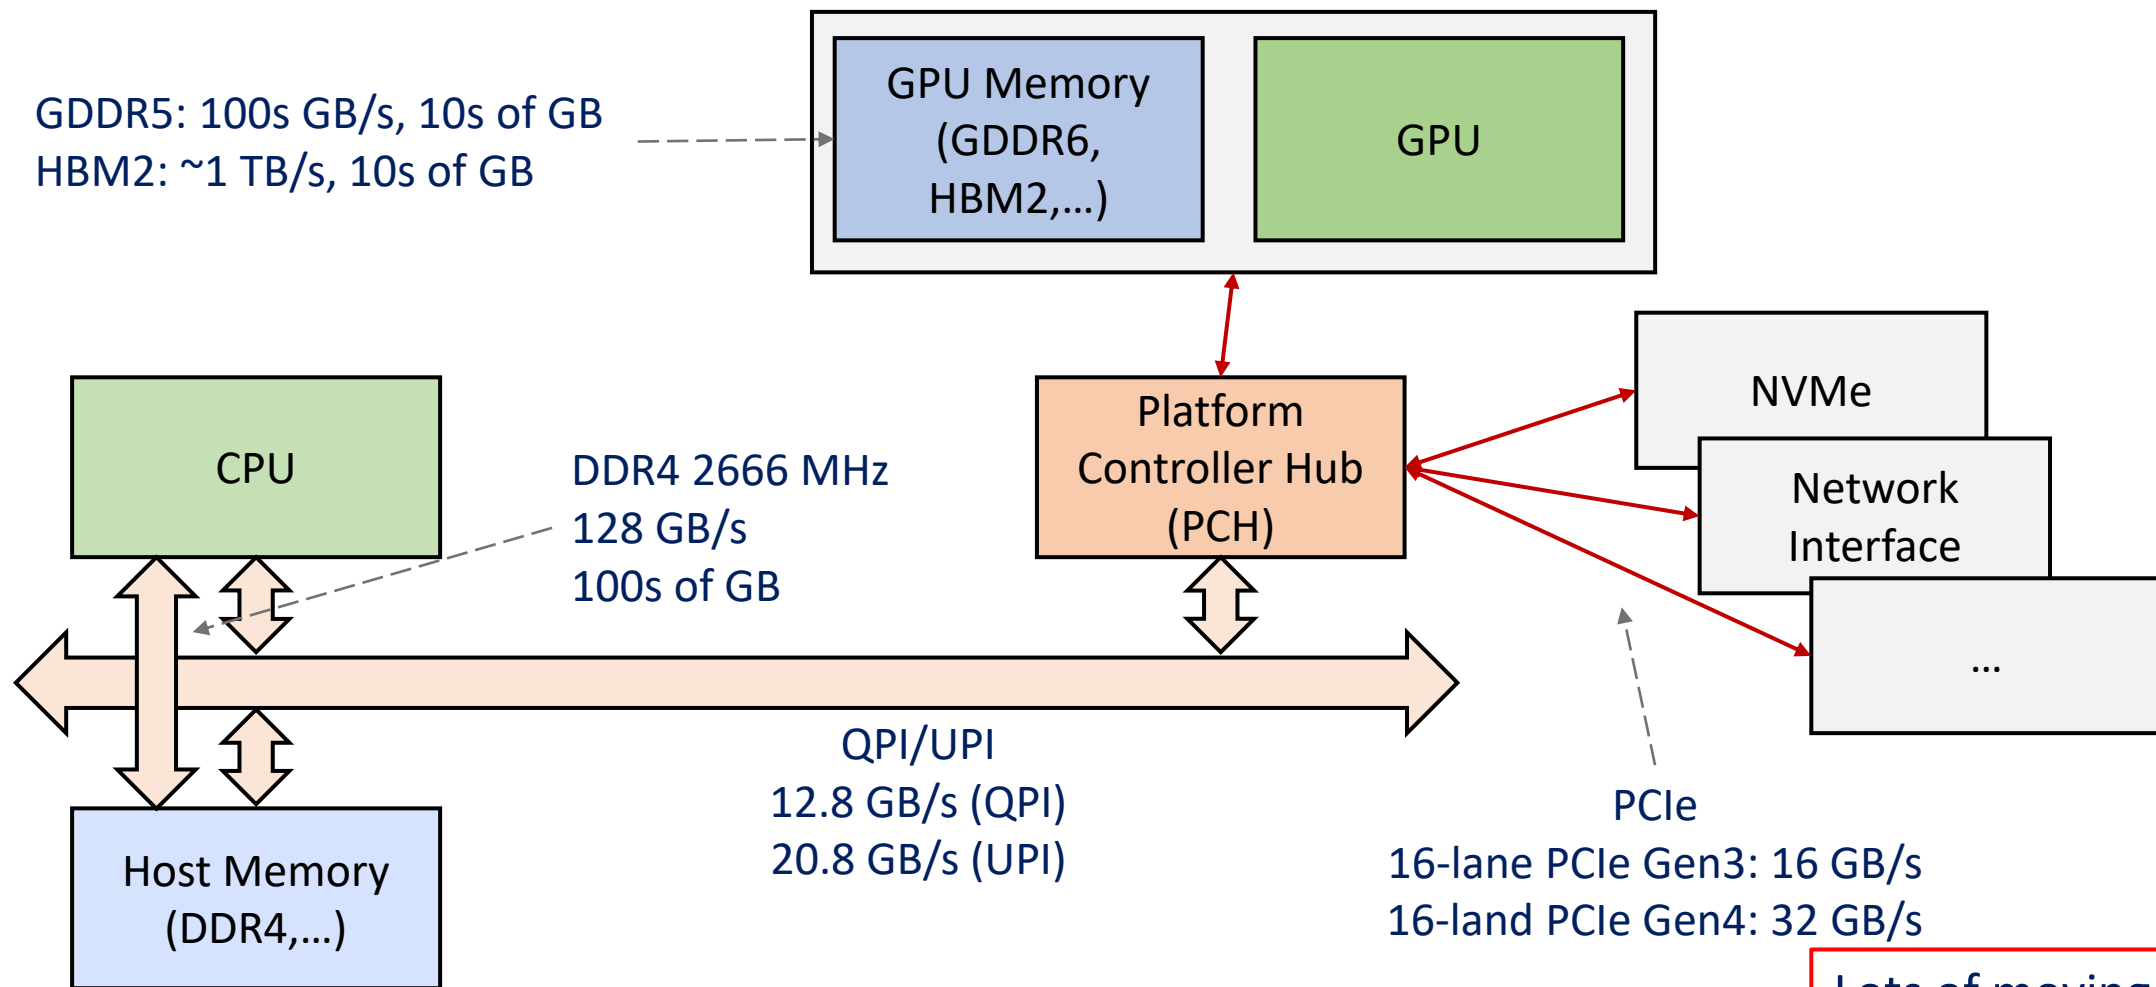 GPU Memory
(GDDR6,
HBM2,...)
GPU
GDDR5: 100s GB/s, 10s of GB
HBM2: ~1 TB/s, 10s of GB
CPU
DDR4 2666 MHz
128 GB/s
100s of GB
Platform
Controller Hub
(PCH)
NVMe
Network
Interface
...
QPI/UPI
12.8 GB/s (QPI)
20.8 GB/s (UPI)
PCIe
16-lane PCIe Gen3: 16 GB/s
16-land PCIe Gen4: 32 GB/s
Host Memory
(DDR4,...)
Lots of moving